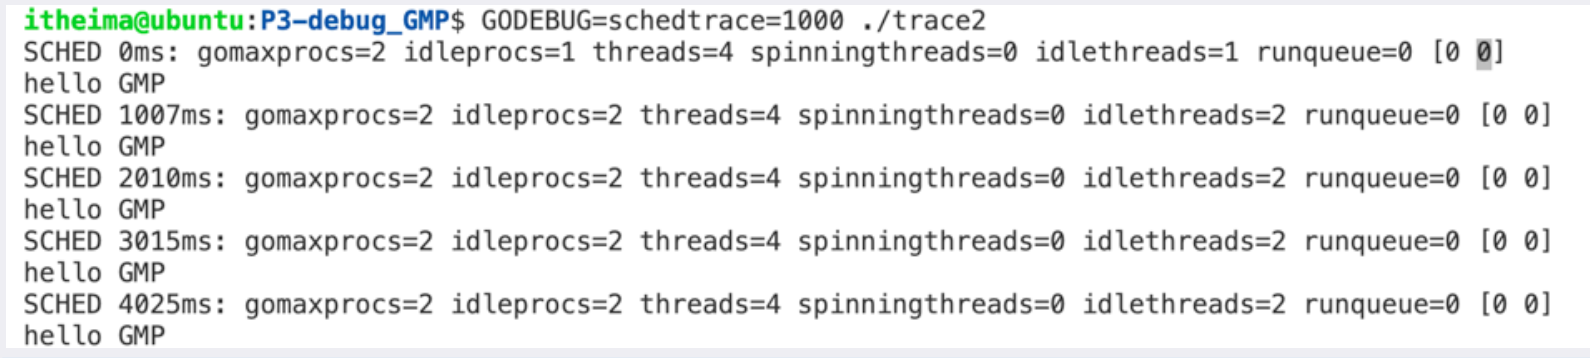 itheima@ubuntu:P3-debug_GMP$ GODEBUG=schedtrace=1000 ./trace2
SCHED 0ms: gomaxprocs=2 idleprocs=1 threads=4 spinningthreads=0 idlethreads=1 runqueue=0 [0 0]
hello GMP
SCHED 1007ms: gomaxprocs=2 idleprocs=2 threads=4 spinningthreads=0 idlethreads=2 runqueue=0 [0 0]
hello GMP
SCHED 2010ms: gomaxprocs=2 idleprocs=2 threads=4 spinningthreads=0 idlethreads=2 runqueue=0 [0 0]
hello GMP
SCHED 3015ms: gomaxprocs=2 idleprocs=2 threads=4 spinningthreads=0 idlethreads=2 runqueue=0 [0 0]
hello GMP
SCHED 4025ms: gomaxprocs=2 idleprocs=2 threads=4 spinningthreads=0 idlethreads=2 runqueue=0 [0 0]
hello GMP